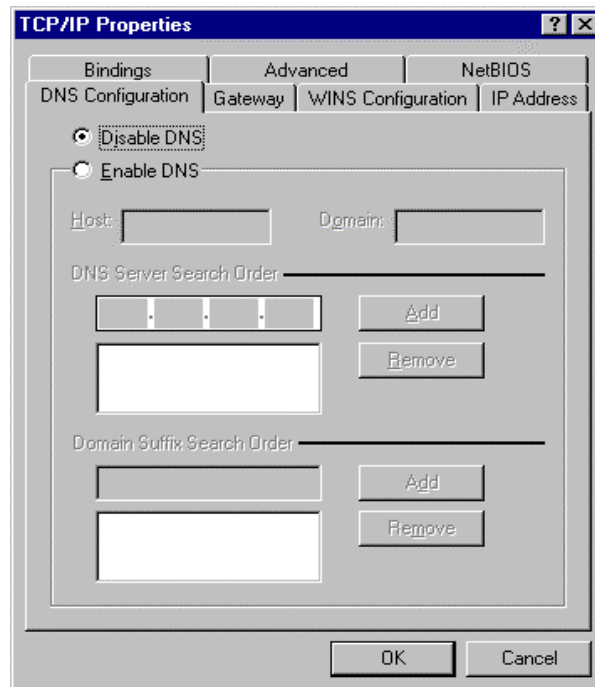 TCP/IP Properties ? ×
Bindings Advanced NetBIOS
DNS Configuration Gateway WINS Configuration IP Address
Disable DNS
Enable DNS
Host: Domain:
DNS Server Search Order
. . . Add
Remove
Domain Suffix Search Order
Add
Remove
OK Cancel